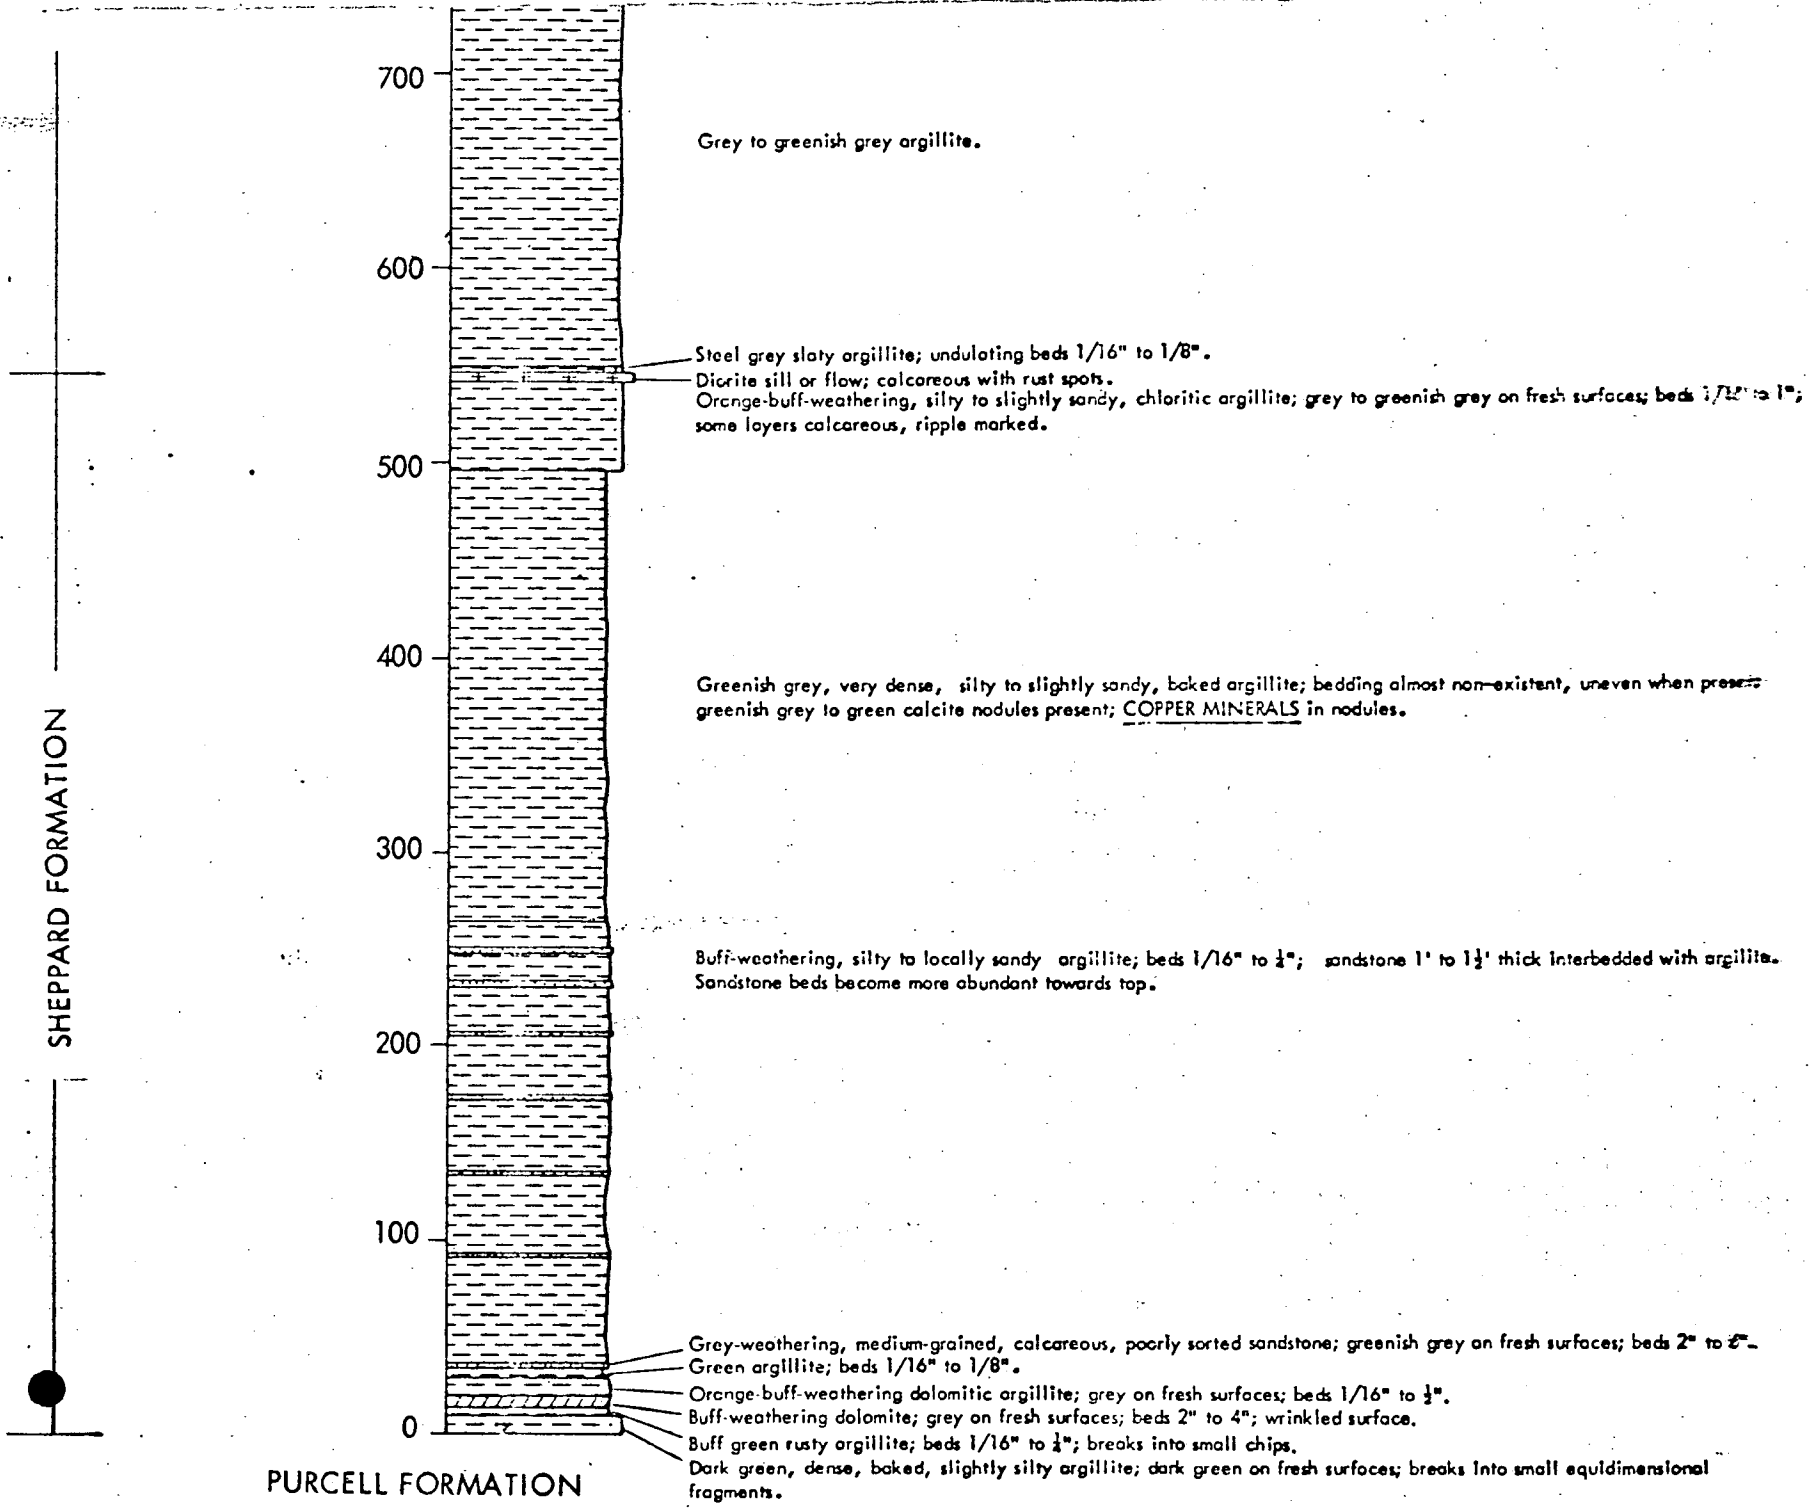 700
Grey to greenish grey argillite.
600
Steel grey slaty argillite; undulating beds 1/16" to 1/8".
Diorite sill or flow; calcareous with rust spots.
Orange-buff-weathering, silty to slightly sandy, chloritic argillite; grey to greenish grey on fresh surfaces; beds to 1";
some layers calcareous, ripple marked.
500
400
Greenish grey, very dense, silty to slightly sandy, baked argillite; bedding almost non-existent, uneven when
greenish grey to green calcite nodules present; COPPER MINERALS in nodules.
SHEPPARD FORMATION
300
Buff-weathering, silty to locally sandy argillite; beds 1/16" to ¼"; sandstone 1' to 1½' thick interbedded with argillite.
Sandstone beds become more abundant towards top.
200
100
Grey-weathering, medium-grained, calcareous, poorly sorted sandstone; greenish grey on fresh surfaces; beds 2" to
Green argillite; beds 1/16" to 1/8".
Orange-buff-weathering dolomitic argillite; grey on fresh surfaces; beds 1/16" to ½".
Buff-weathering dolomite; grey on fresh surfaces; beds 2" to 4"; wrinkled surface.
0
Buff green rusty argillite; beds 1/16" to ¼"; breaks into small chips.
Dark green, dense, baked, slightly silty argillite; dark green on fresh surfaces; breaks into small equidimensional
fragments.
PURCELL FORMATION